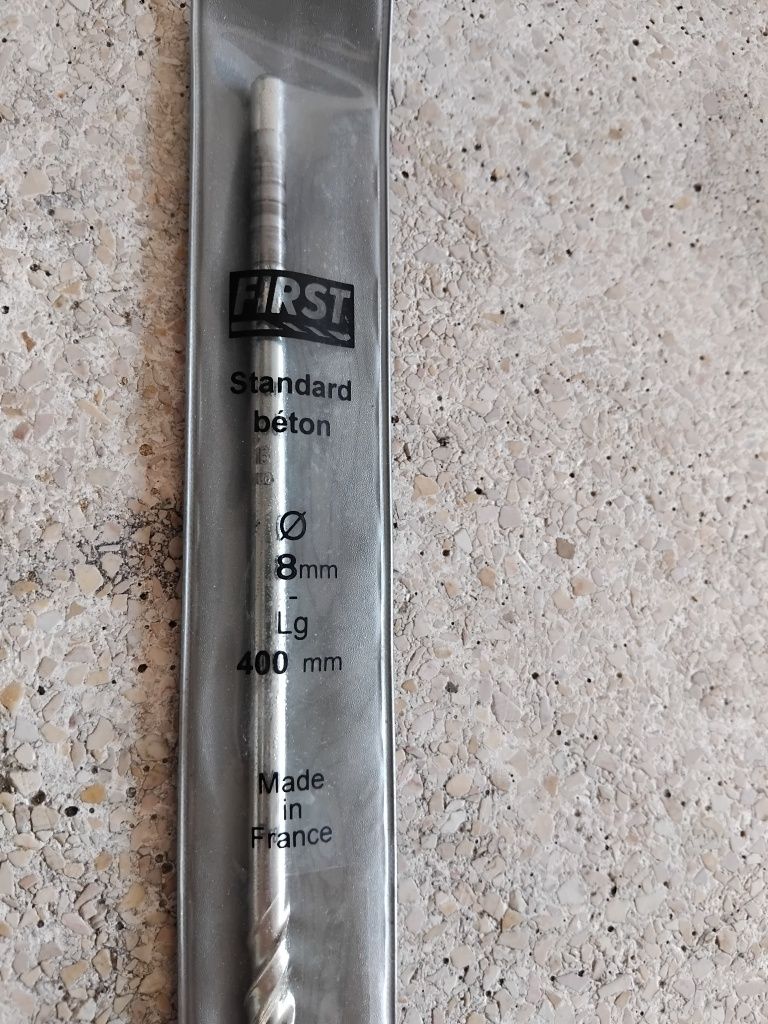 FIRST
Standard
béton
Ø
8mm
-
Lg
400 mm
Made
in
France